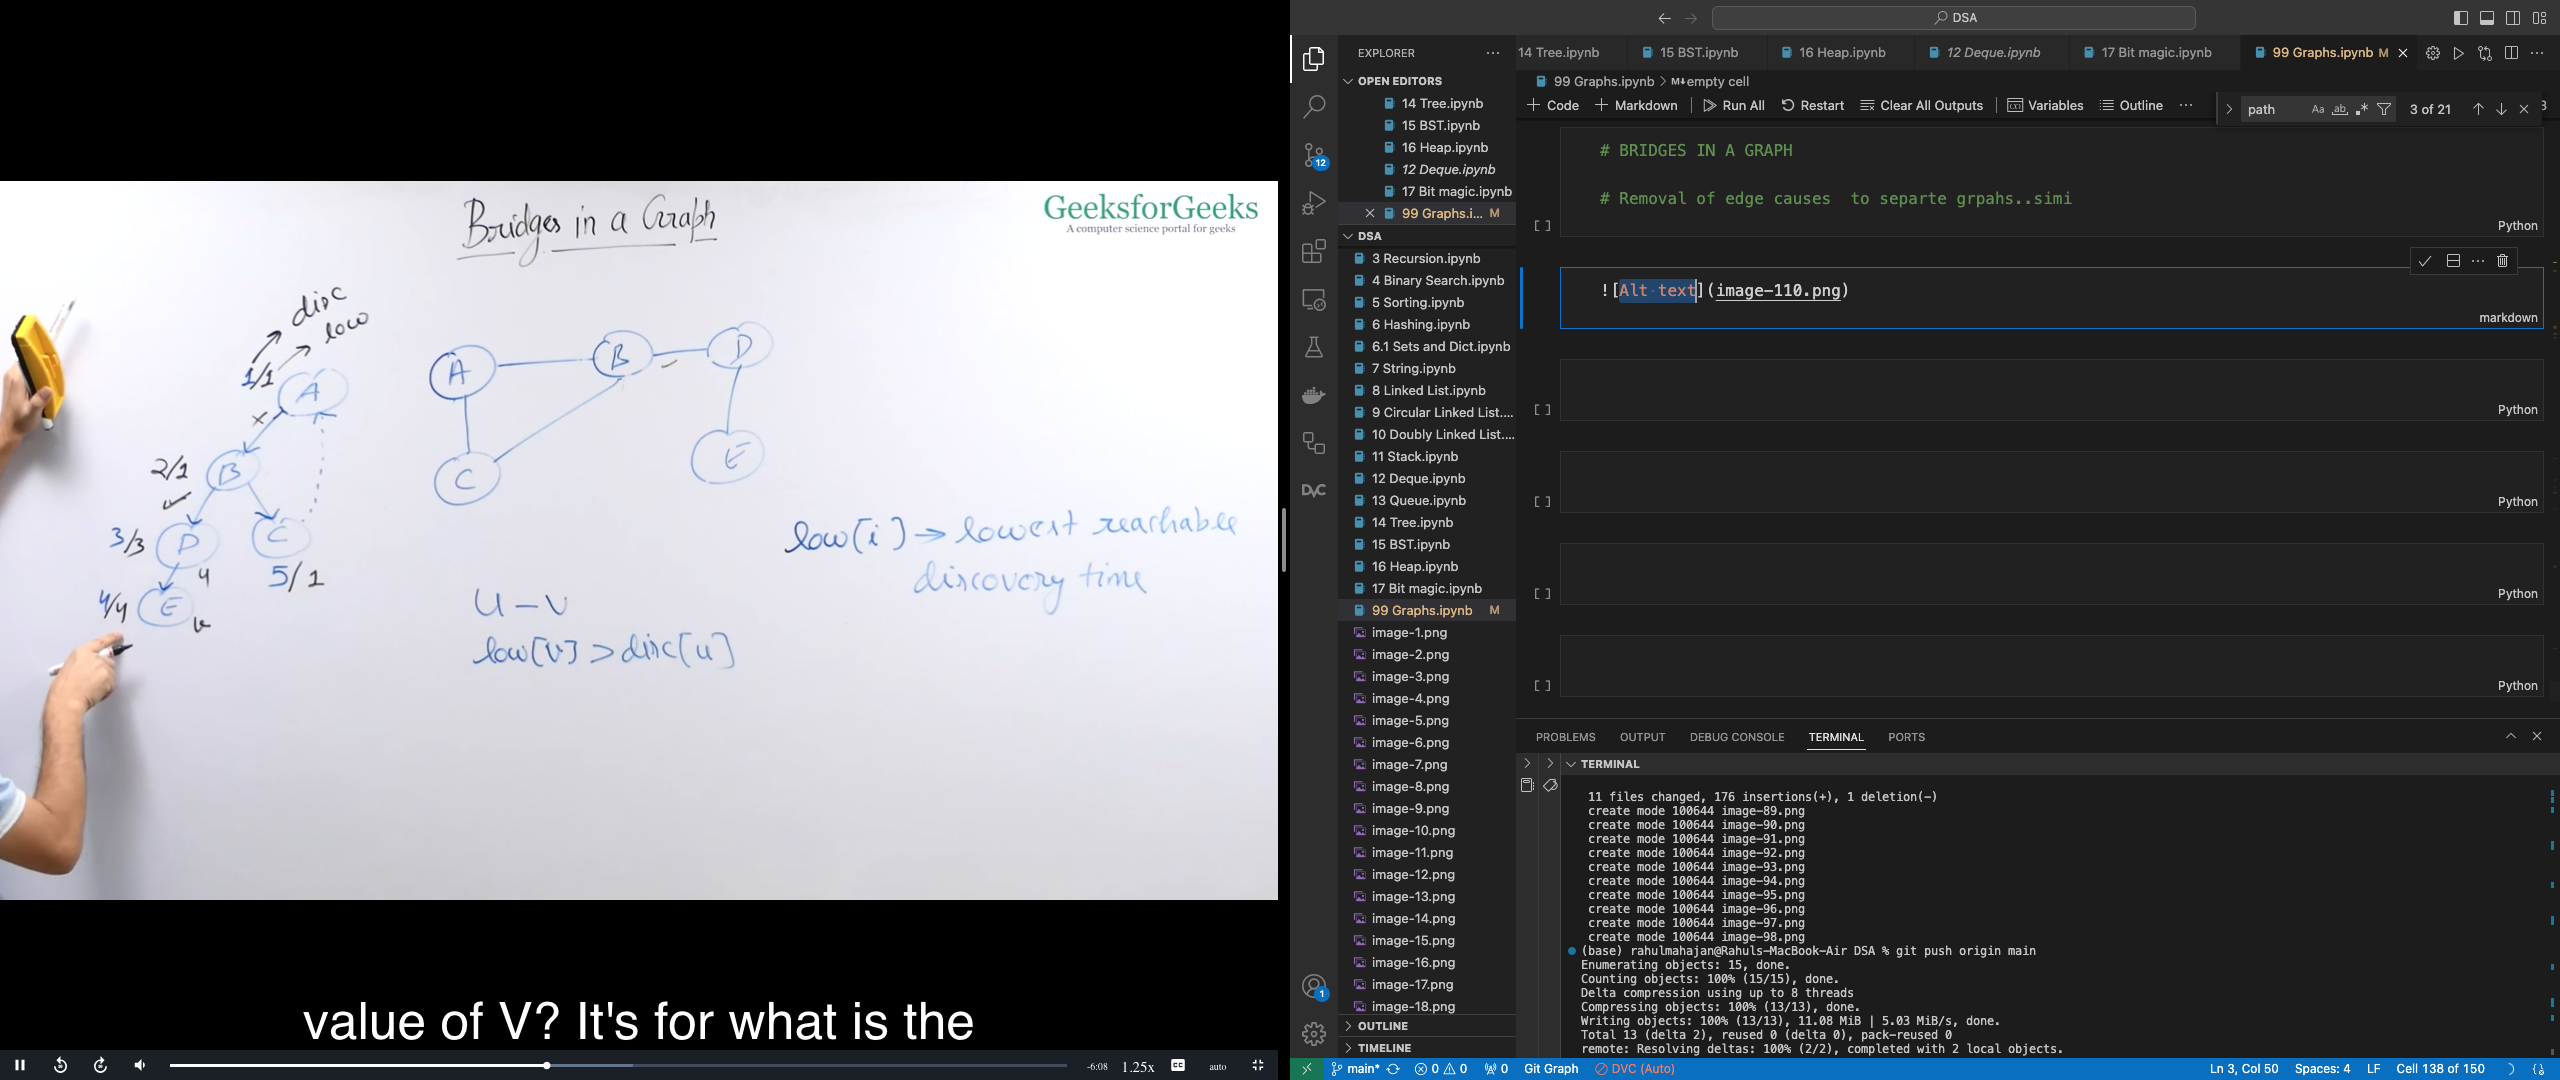 Bridges in a Graph
GeeksforGeeks
A computer science portal for geeks
disc
low
1/1
A
x
2/1
B
3/3
D
C
4/4
E
u
v
5/1
A
B
D
C
E
low[i] → lowest reachable
discovery time
U - V
low[v] > disc[u]
value of V? It's for what is the
-6:08
1.25x
CC
auto
DSA
EXPLORER
14 Tree.ipynb
15 BST.ipynb
16 Heap.ipynb
12 Deque.ipynb
17 Bit magic.ipynb
99 Graphs.ipynb M
OPEN EDITORS
14 Tree.ipynb
15 BST.ipynb
16 Heap.ipynb
12 Deque.ipynb
17 Bit magic.ipynb
99 Graphs.i... M
DSA
3 Recursion.ipynb
4 Binary Search.ipynb
5 Sorting.ipynb
6 Hashing.ipynb
6.1 Sets and Dict.ipynb
7 String.ipynb
8 Linked List.ipynb
9 Circular Linked List....
10 Doubly Linked List....
11 Stack.ipynb
12 Deque.ipynb
13 Queue.ipynb
14 Tree.ipynb
15 BST.ipynb
16 Heap.ipynb
17 Bit magic.ipynb
99 Graphs.ipynb M
image-1.png
image-2.png
image-3.png
image-4.png
image-5.png
image-6.png
image-7.png
image-8.png
image-9.png
image-10.png
image-11.png
image-12.png
image-13.png
image-14.png
image-15.png
image-16.png
image-17.png
image-18.png
OUTLINE
TIMELINE
12
DVC
1
99 Graphs.ipynb > M↓ empty cell
+ Code + Markdown Run All Restart Clear All Outputs Variables Outline ...
path Aa ab .* 3 of 21
# BRIDGES IN A GRAPH
# Removal of edge causes  to separte grpahs..simi
[ ] Python
![Alt text](image-110.png)
markdown
[ ] Python
[ ] Python
[ ] Python
[ ] Python
PROBLEMS OUTPUT DEBUG CONSOLE TERMINAL PORTS
TERMINAL
11 files changed, 176 insertions(+), 1 deletion(-)
create mode 100644 image-89.png
create mode 100644 image-90.png
create mode 100644 image-91.png
create mode 100644 image-92.png
create mode 100644 image-93.png
create mode 100644 image-94.png
create mode 100644 image-95.png
create mode 100644 image-96.png
create mode 100644 image-97.png
create mode 100644 image-98.png
(base) rahulmahajan@Rahuls-MacBook-Air DSA % git push origin main
Enumerating objects: 15, done.
Counting objects: 100% (15/15), done.
Delta compression using up to 8 threads
Compressing objects: 100% (13/13), done.
Writing objects: 100% (13/13), 11.08 MiB | 5.03 MiB/s, done.
Total 13 (delta 2), reused 0 (delta 0), pack-reused 0
remote: Resolving deltas: 100% (2/2), completed with 2 local objects.
main* 0 0 0 Git Graph DVC (Auto)
Ln 3, Col 50 Spaces: 4 LF Cell 138 of 150